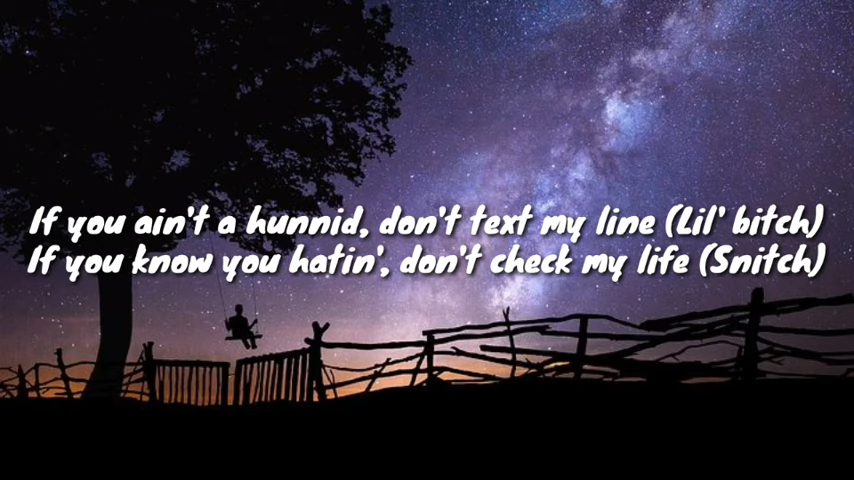 If you ain't a hunnid, don't text my line (Lil' bitch)
If you know you hatin', don't check my life (Snitch)